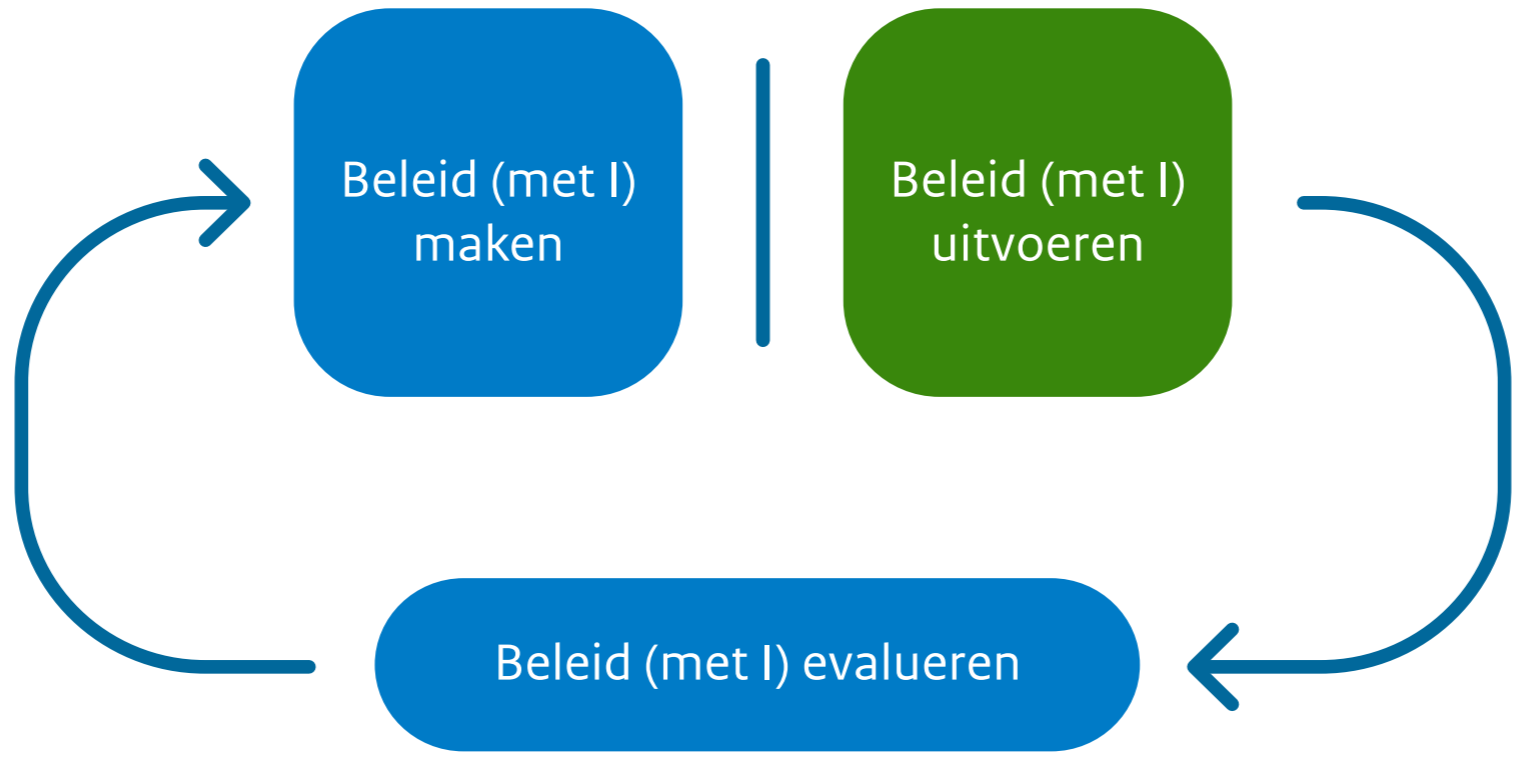 Beleid (met I)
maken
Beleid (met I)
uitvoeren
Beleid (met I) evalueren